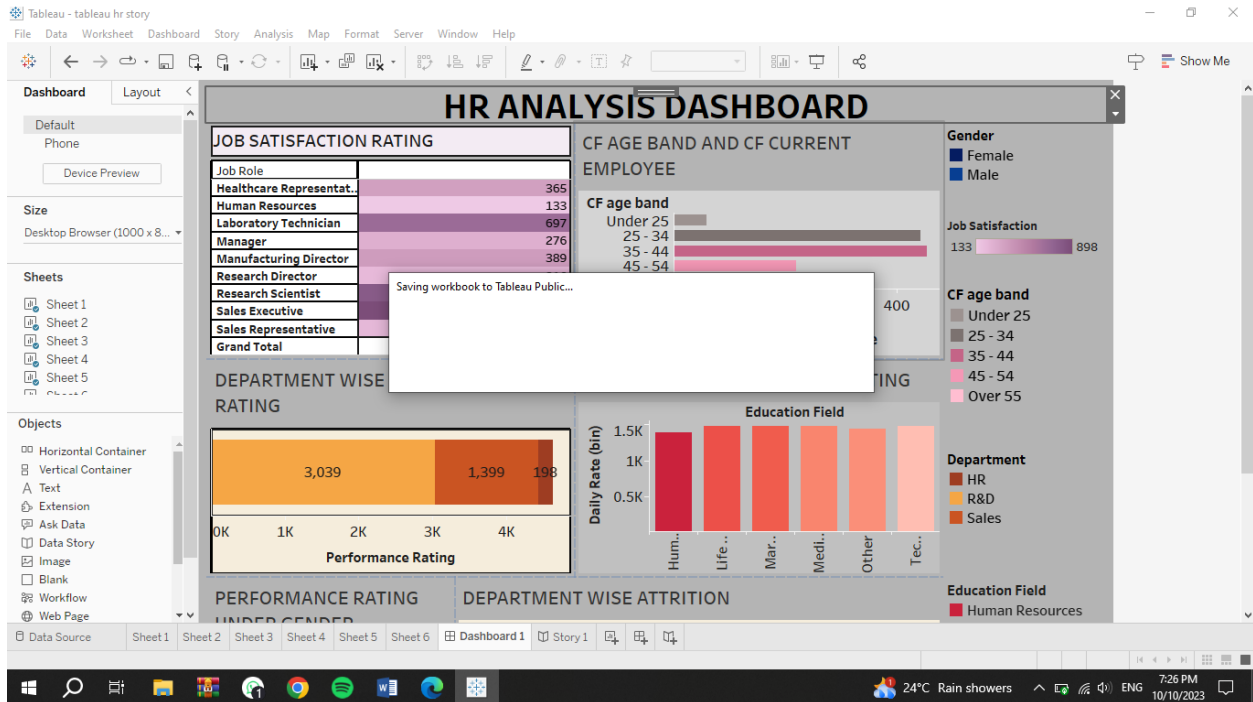 Tableau - tableau hr story
File Data Worksheet Dashboard Story Analysis Map Format Server Window Help
Show Me
Dashboard Layout
Default
Phone
Device Preview
Size
Desktop Browser (1000 x 8...
Sheets
Sheet 1
Sheet 2
Sheet 3
Sheet 4
Sheet 5
Objects
Horizontal Container
Vertical Container
Text
Extension
Ask Data
Data Story
Image
Blank
Workflow
Web Page
HR ANALYSIS DASHBOARD
JOB SATISFACTION RATING
Job Role
Healthcare Representat.. 365
Human Resources 133
Laboratory Technician 697
Manager 276
Manufacturing Director 389
Research Director
Research Scientist
Sales Executive
Sales Representative
Grand Total
CF AGE BAND AND CF CURRENT
EMPLOYEE
CF age band
Under 25
25 - 34
35 - 44
45 - 54
400
Saving workbook to Tableau Public...
DEPARTMENT WISE
RATING
3,039 1,399 198
0K 1K 2K 3K 4K
Performance Rating
TING
Education Field
Daily Rate (bin)
1.5K
1K
0.5K
Hum..
Life ..
Mar..
Medi..
Other
Tec..
PERFORMANCE RATING
UNDER GENDER
DEPARTMENT WISE ATTRITION
Gender
Female
Male
Job Satisfaction
133 898
CF age band
Under 25
25 - 34
35 - 44
45 - 54
Over 55
Department
HR
R&D
Sales
Education Field
Human Resources
Data Source Sheet 1 Sheet 2 Sheet 3 Sheet 4 Sheet 5 Sheet 6 Dashboard 1 Story 1
24°C Rain showers ENG
7:26 PM
10/10/2023